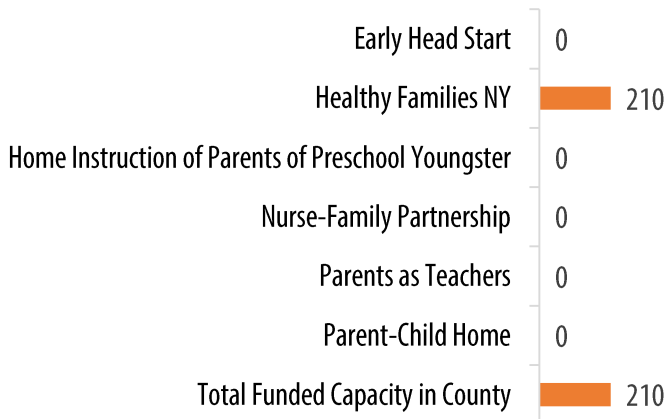 Early Head Start 0
Healthy Families NY 210
Home Instruction of Parents of Preschool Youngster 0
Nurse-Family Partnership 0
Parents as Teachers 0
Parent-Child Home 0
Total Funded Capacity in County 210